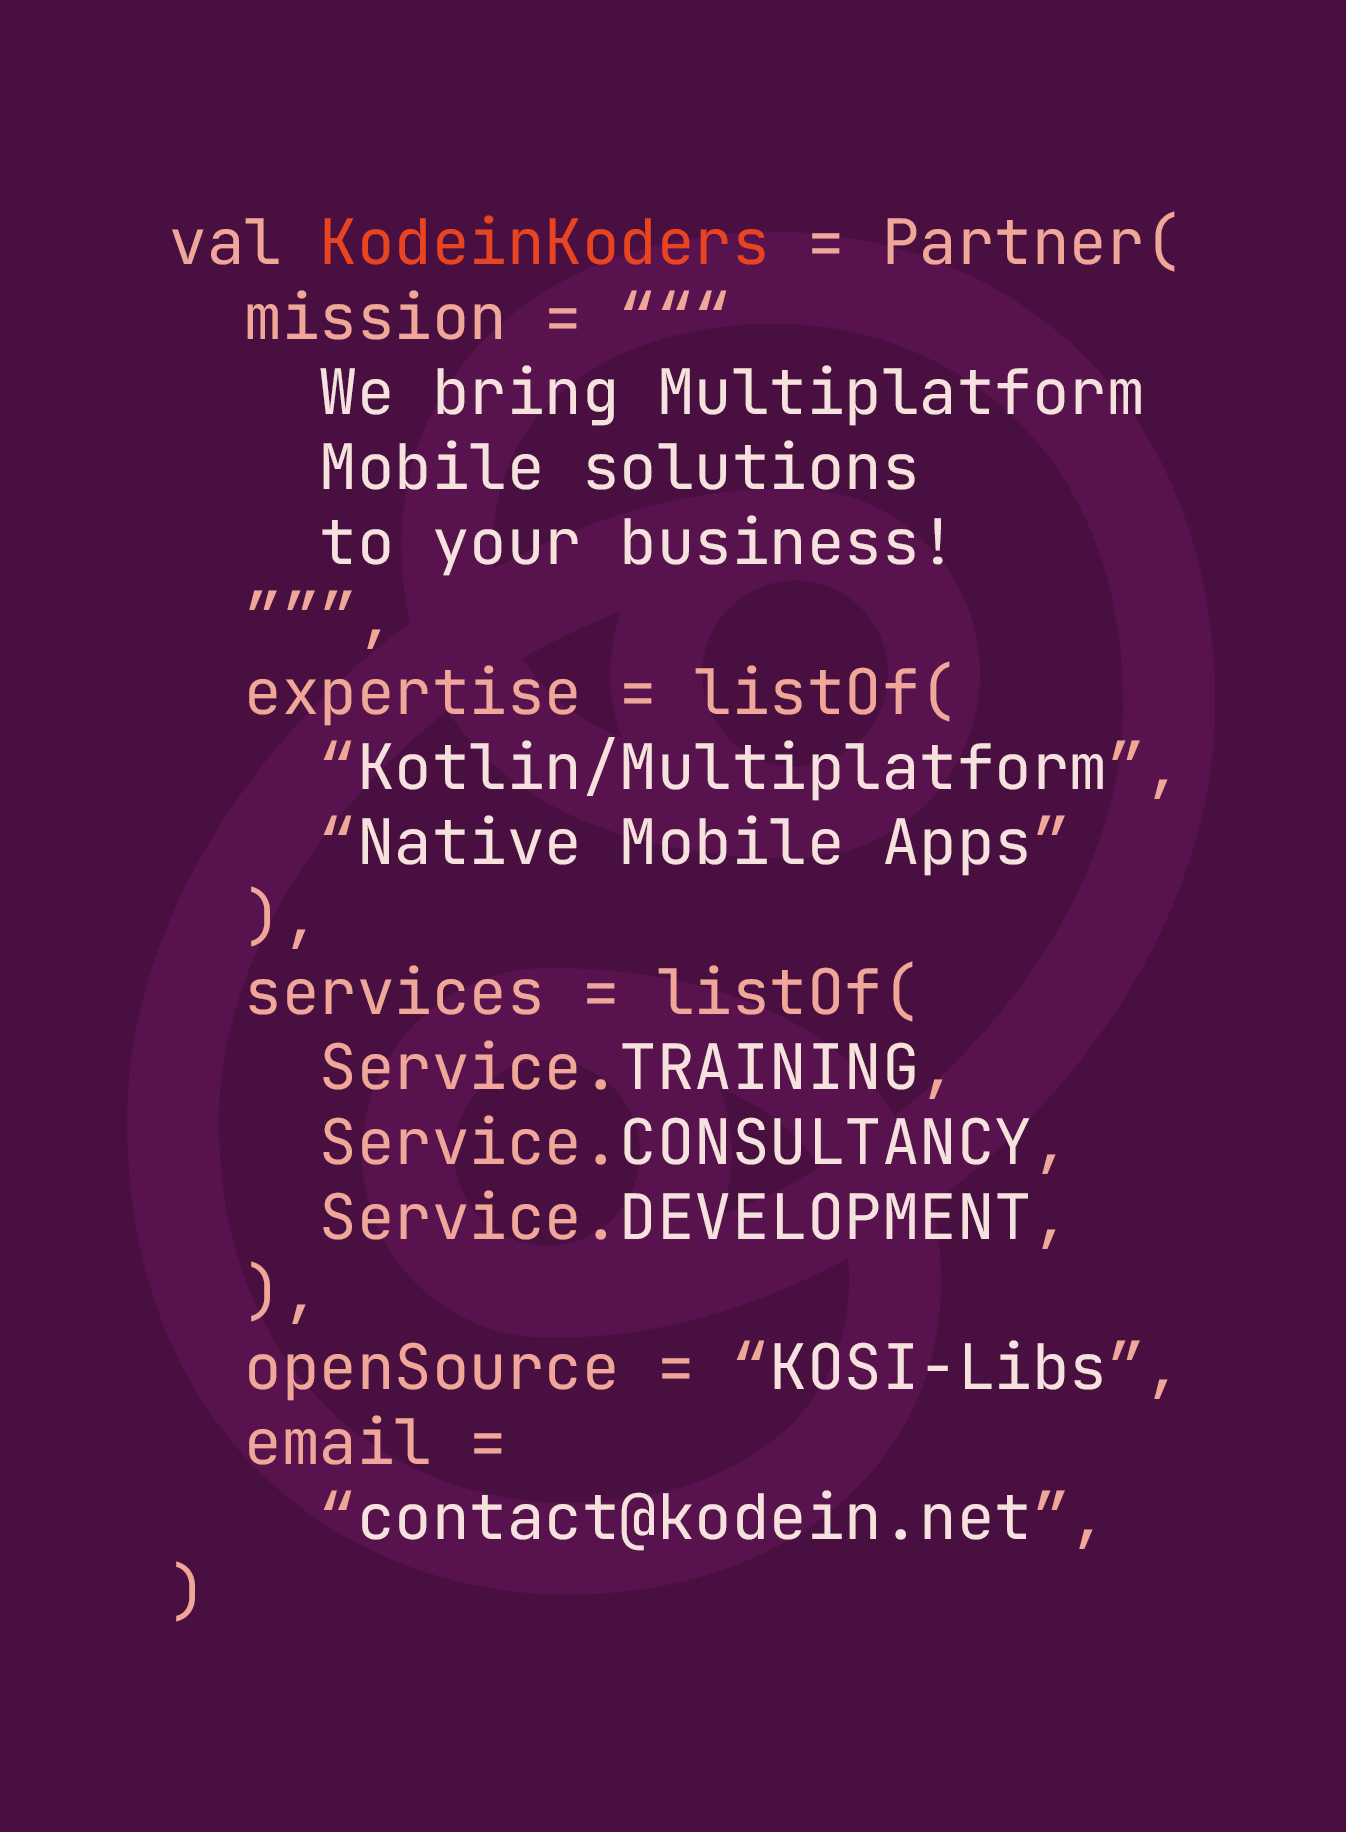 val KodeinKoders = Partner(
  mission = “““
    We bring Multiplatform
    Mobile solutions
    to your business!
  ”””,
  expertise = listOf(
    “Kotlin/Multiplatform”,
    “Native Mobile Apps”
  ),
  services = listOf(
    Service.TRAINING,
    Service.CONSULTANCY,
    Service.DEVELOPMENT,
  ),
  openSource = “KOSI-Libs”,
  email =
    “contact@kodein.net”,
)